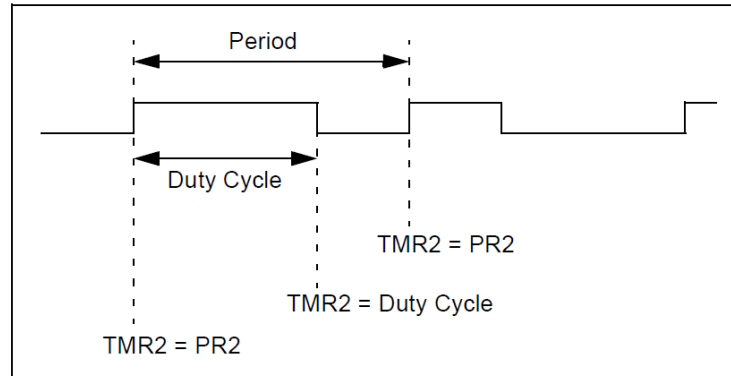 Period
Duty Cycle
TMR2 = PR2
TMR2 = Duty Cycle
TMR2 = PR2